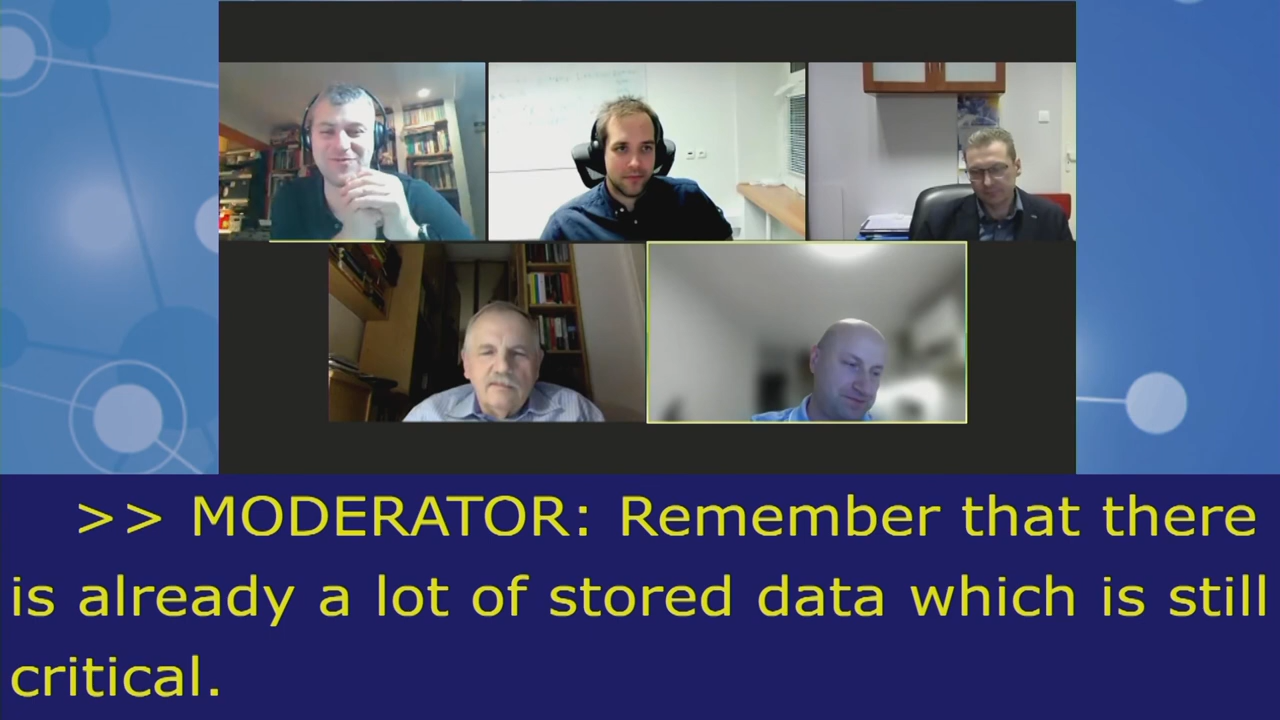 >> MODERATOR: Remember that there
is already a lot of stored data which is still
critical.